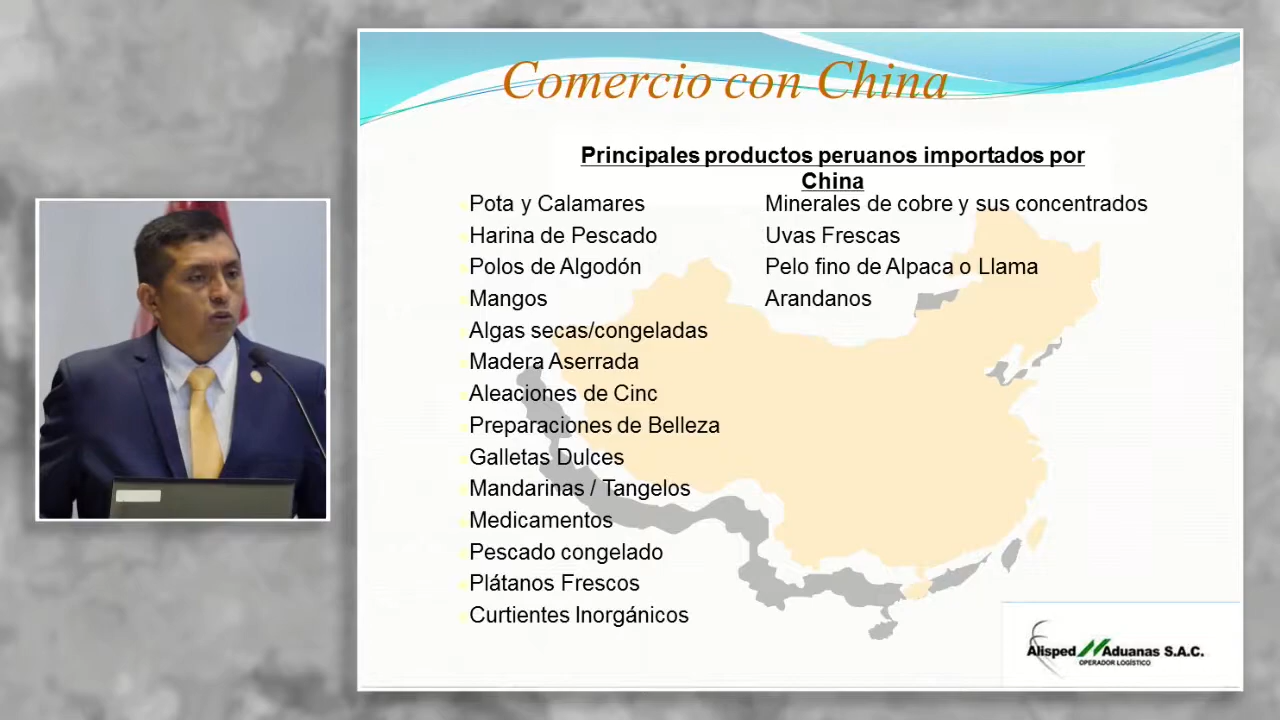 Comercio con China
Principales productos peruanos importados por
China
Pota y Calamares
Harina de Pescado
Polos de Algodón
Mangos
Algas secas/congeladas
Madera Aserrada
Aleaciones de Cinc
Preparaciones de Belleza
Galletas Dulces
Mandarinas / Tangelos
Medicamentos
Pescado congelado
Plátanos Frescos
Curtientes Inorgánicos
Minerales de cobre y sus concentrados
Uvas Frescas
Pelo fino de Alpaca o Llama
Arandanos
Alisped Aduanas S.A.C.
OPERADOR LOGÍSTICO